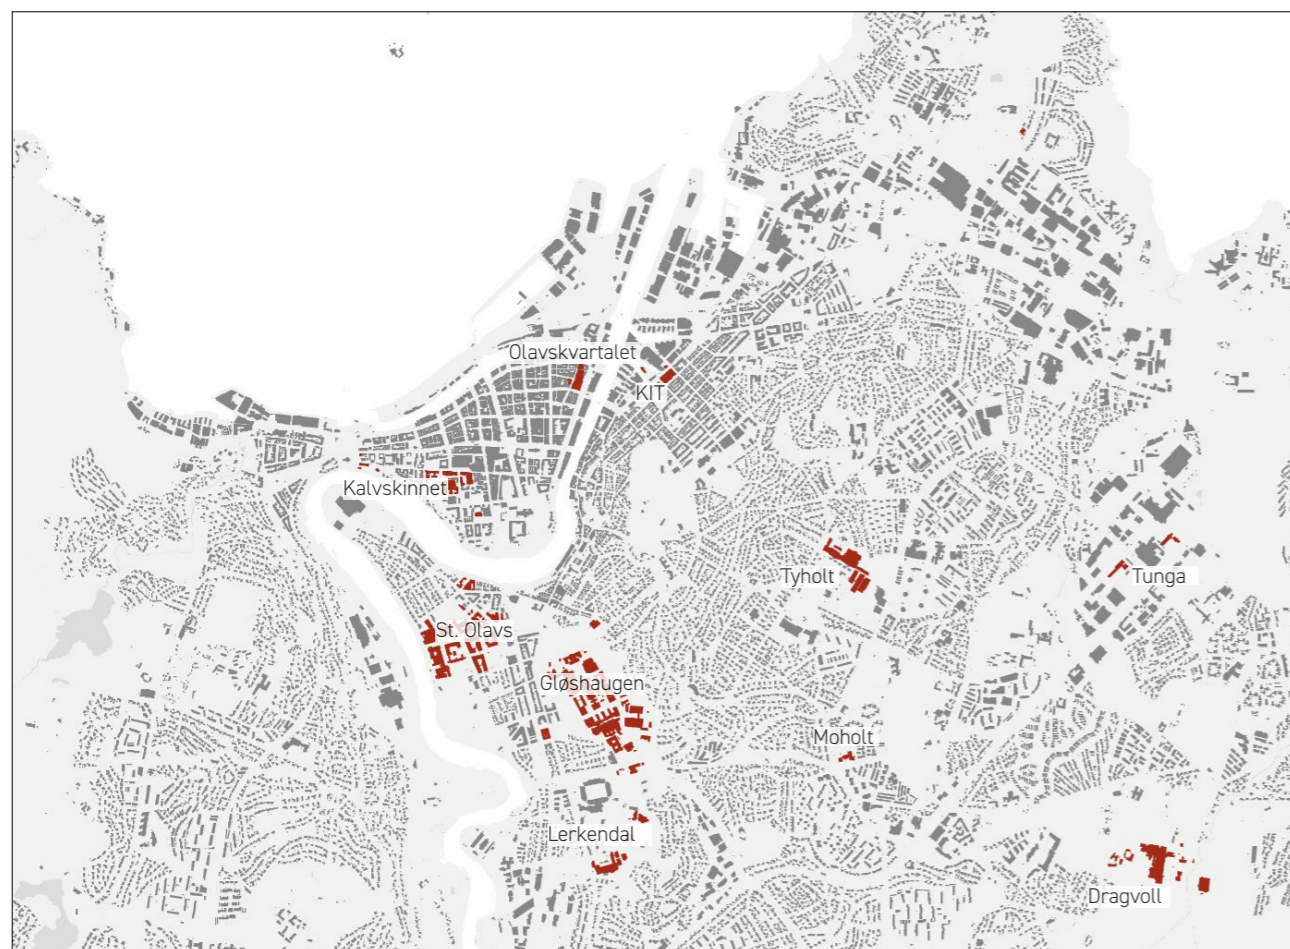 Olavskvartalet
KIT
Kalvskinnet
Tyholt
Tunga
St. Olavs
Gløshaugen
Moholt
Lerkendal
Dragvoll